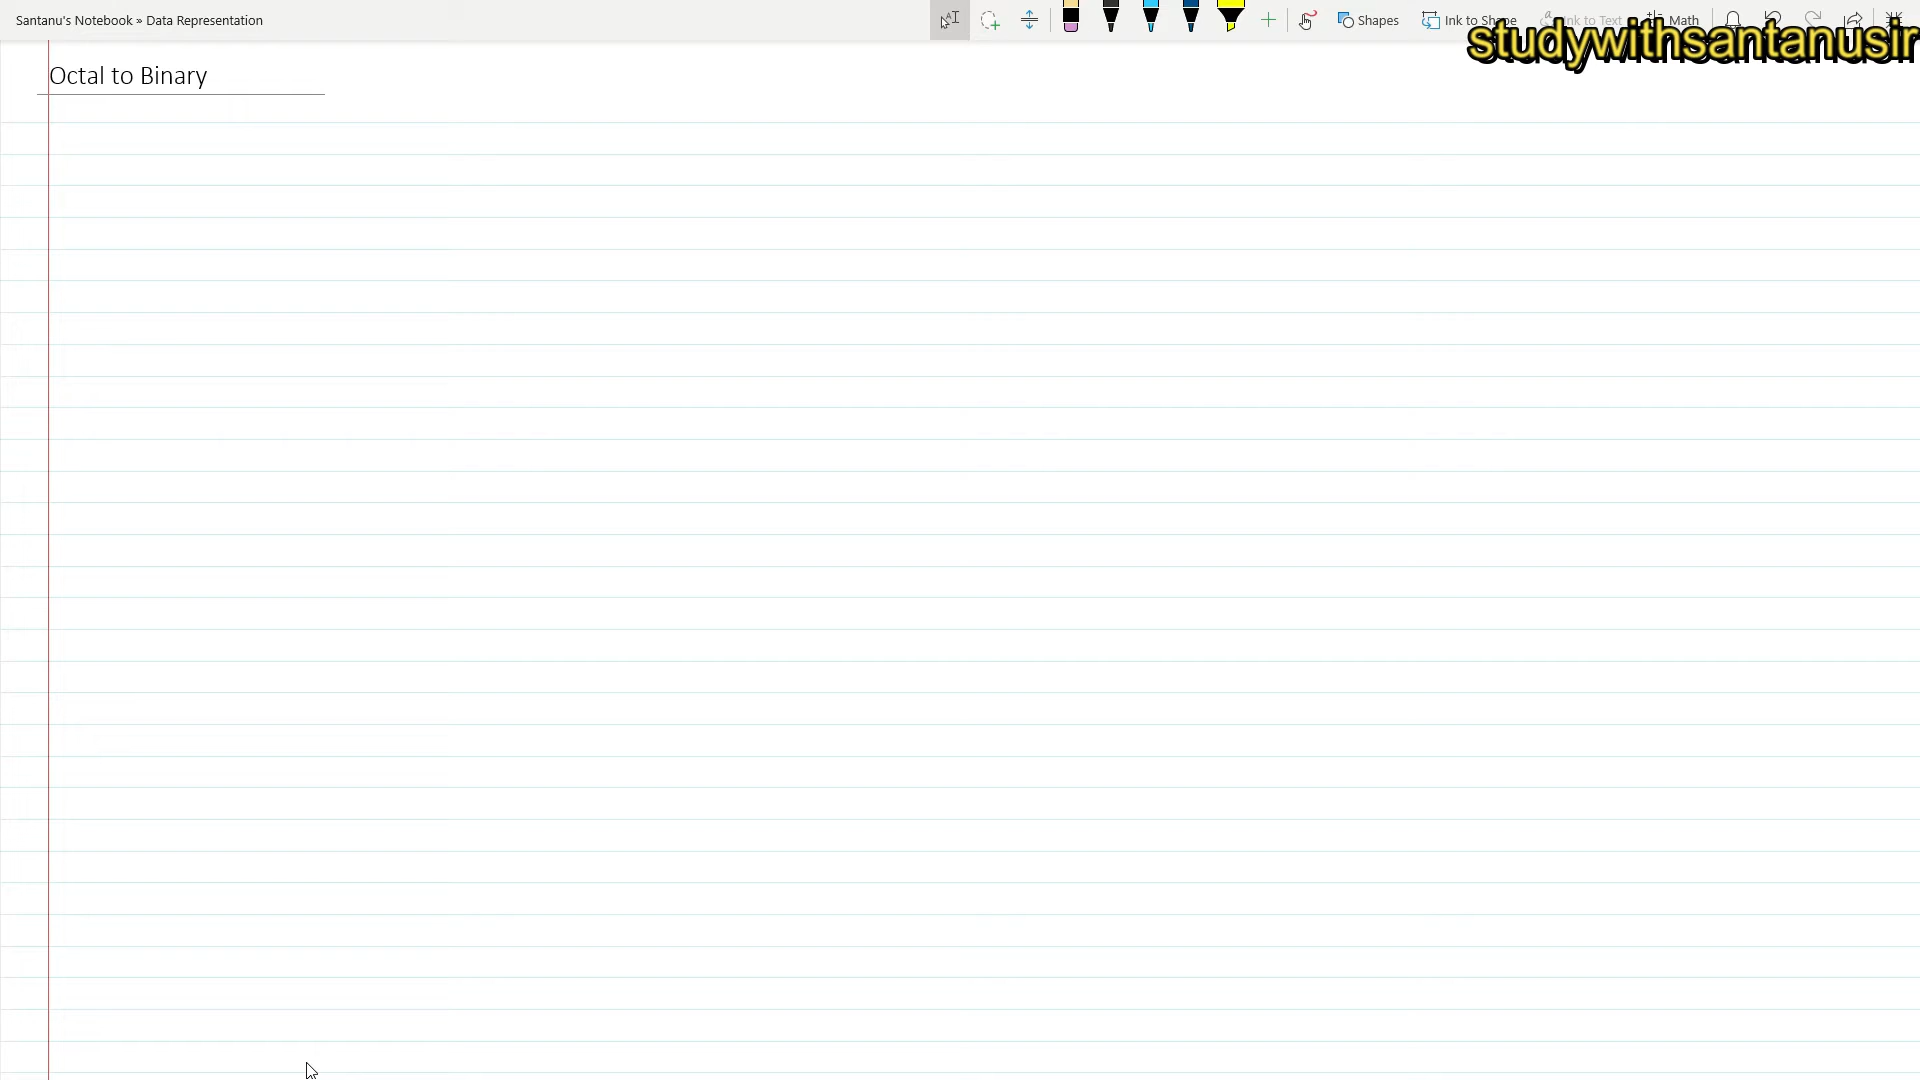 Santanu's Notebook » Data Representation
Shapes
Ink to Shape
Ink to Text
Math
studywithsantanusir
Octal to Binary